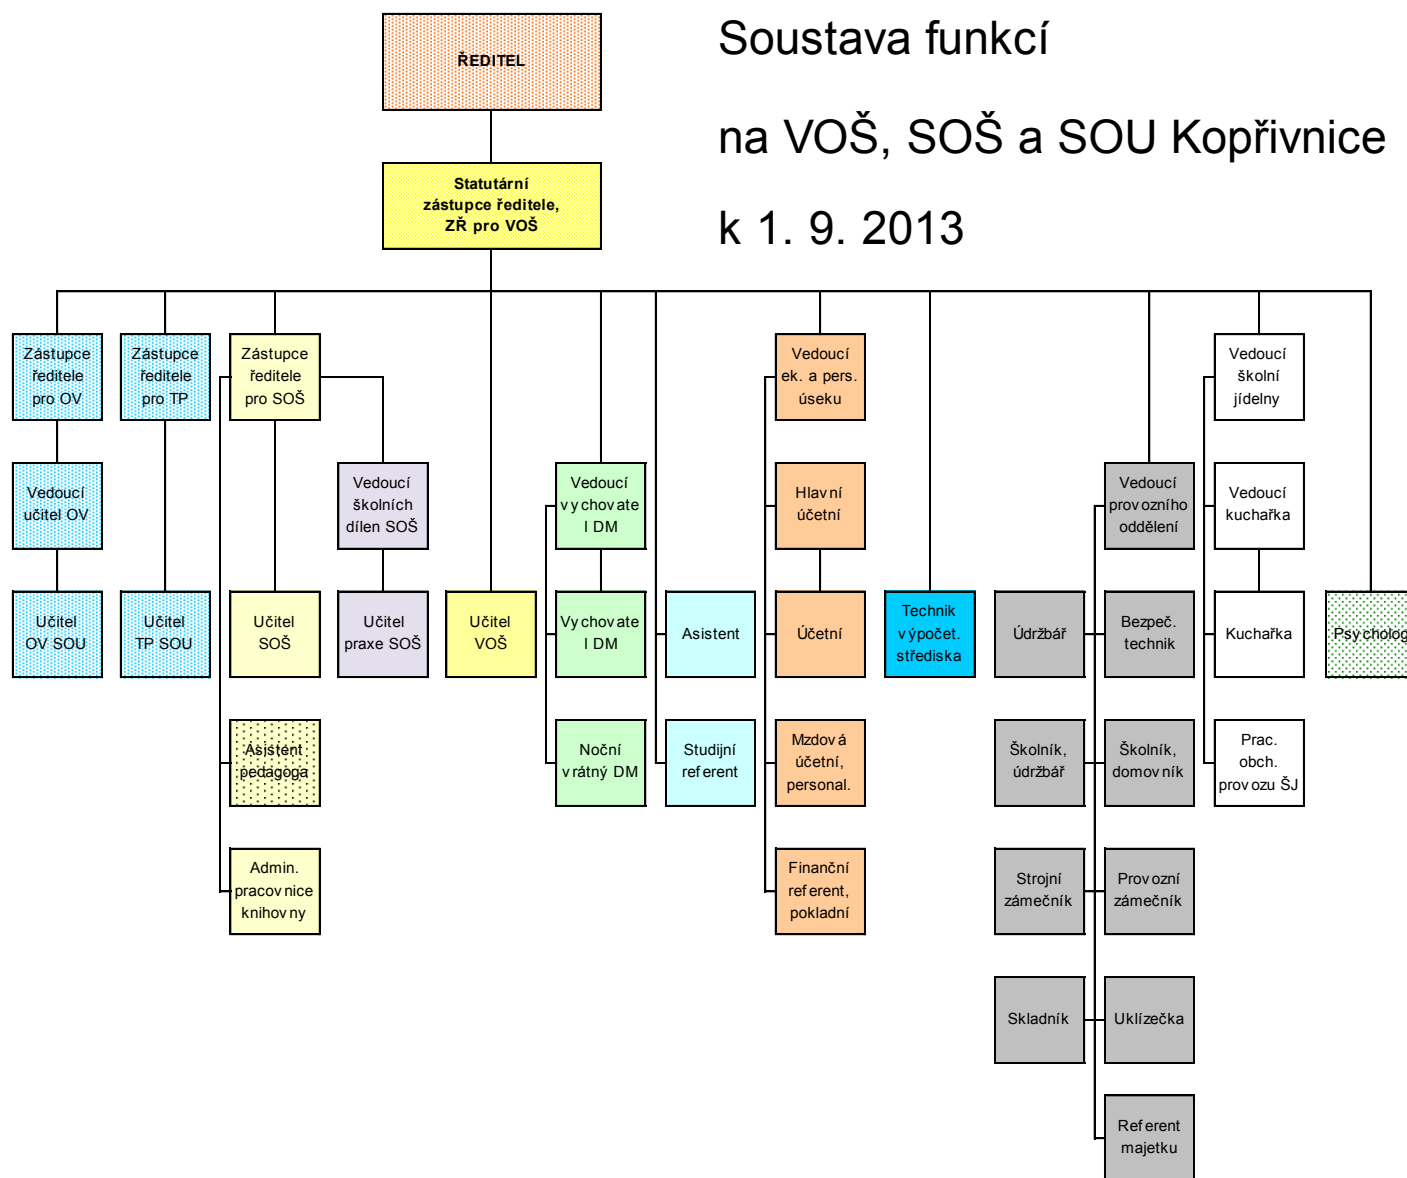 Soustava funkcí
na VOŠ, SOŠ a SOU Kopřivnice
k 1. 9. 2013
ŘEDITEL
Statutární
zástupce ředitele,
ZŘ pro VOŠ
Zástupce
ředitele
pro OV
Zástupce
ředitele
pro TP
Zástupce
ředitele
pro SOŠ
Vedoucí
ek. a pers.
úseku
Vedoucí
školní
jídelny
Vedoucí
učitel OV
Vedoucí
školních
dílen SOŠ
Vedoucí
vychovate
l DM
Hlavní
účetní
Vedoucí
provozního
oddělení
Vedoucí
kuchařka
Učitel
OV SOU
Učitel
TP SOU
Učitel
SOŠ
Učitel
praxe SOŠ
Učitel
VOŠ
Vychovate
l DM
Asistent
Účetní
Technik
výpočet.
střediska
Údržbář
Bezpeč.
technik
Kuchařka
Psycholog
Asistent
pedagoga
Noční
vrátný DM
Studijní
referent
Mzdová
účetní,
personal.
Školník,
údržbář
Školník,
domovník
Prac.
obch.
provozu ŠJ
Admin.
pracovnice
knihovny
Finanční
referent,
pokladní
Strojní
zámečník
Provozní
zámečník
Skladník
Uklízečka
Referent
majetku